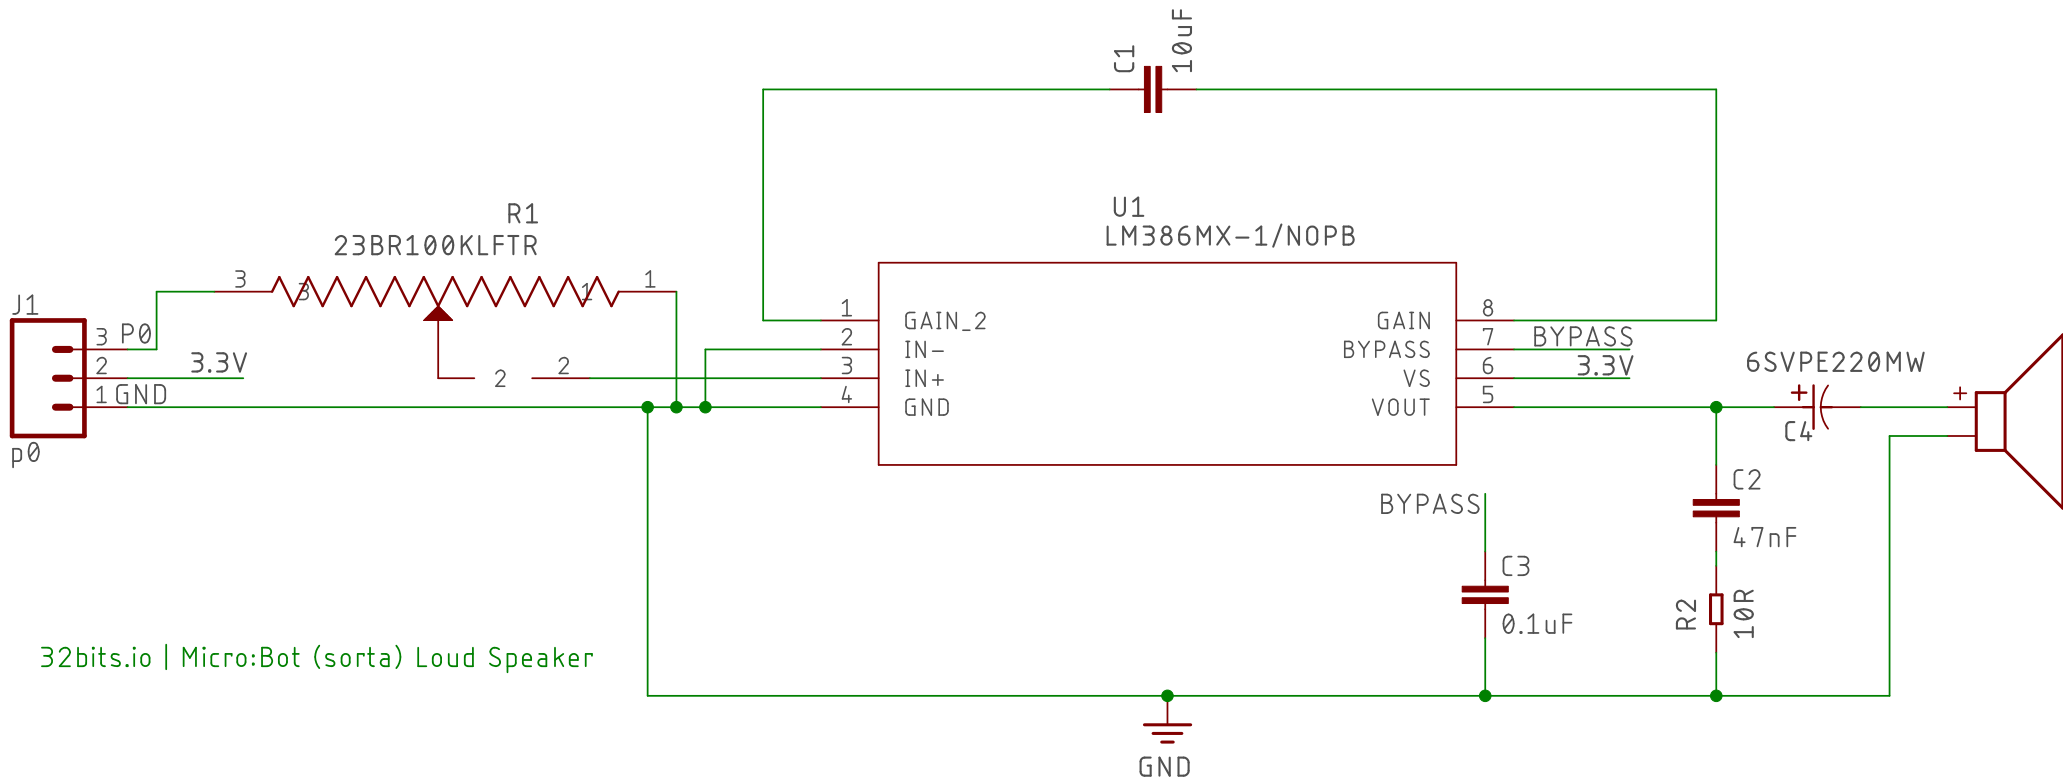 C1
10uF
R1
23BR100KLFTR
U1
LM386MX-1/NOPB
3
3
1
1
2
2
J1
3
P0
2
3.3V
1
GND
p0
1
GAIN_2
2
IN-
3
IN+
4
GND
GAIN
8
BYPASS
7
BYPASS
VS
6
3.3V
VOUT
5
6SVPE220MW
+
C4
+
C2
47nF
BYPASS
C3
0.1uF
R2
10R
32bits.io | Micro:Bot (sorta) Loud Speaker
GND